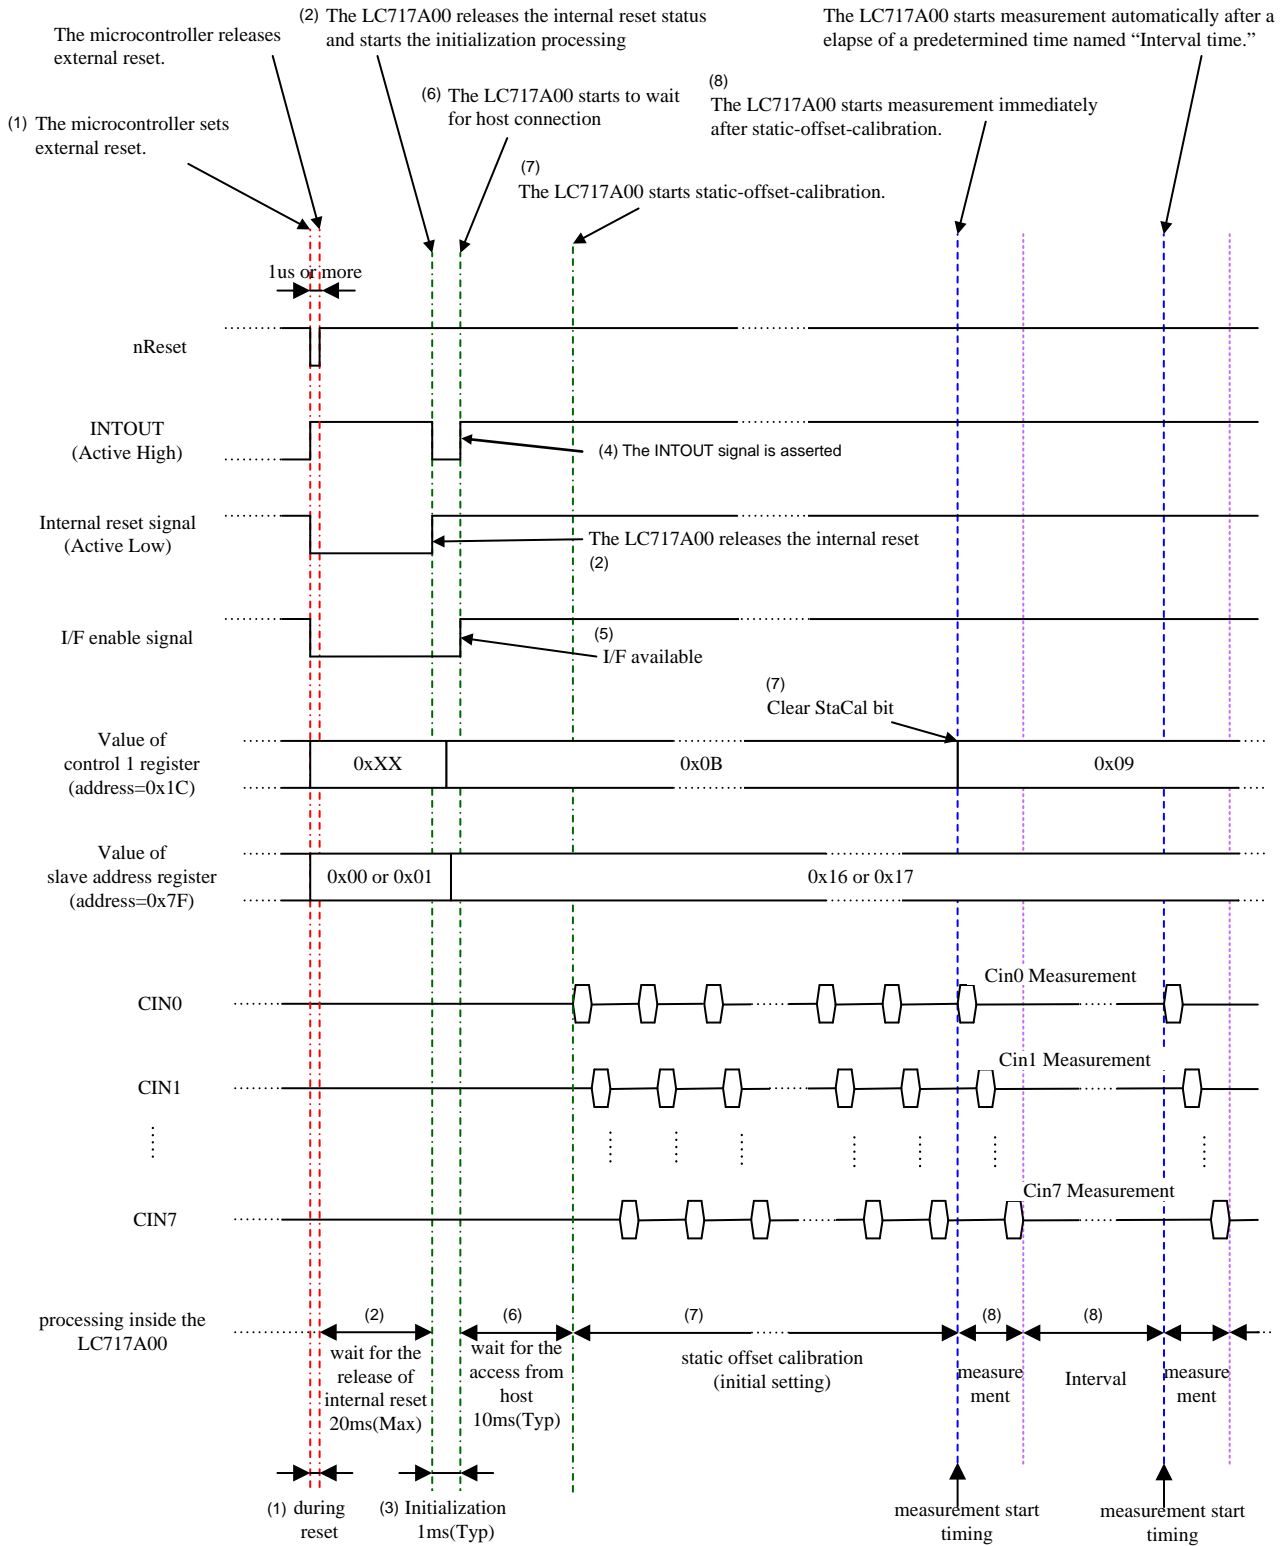 The microcontroller releases
external reset.
(2) The LC717A00 releases the internal reset status
and starts the initialization processing
The LC717A00 starts measurement automatically after a
elapse of a predetermined time named “Interval time.”
(1) The microcontroller sets
external reset.
(6) The LC717A00 starts to wait
for host connection
(8)
The LC717A00 starts measurement immediately
after static-offset-calibration.
(7)
The LC717A00 starts static-offset-calibration.
1us or more
nReset
INTOUT
(Active High)
(4) The INTOUT signal is asserted
Internal reset signal
(Active Low)
The LC717A00 releases the internal reset
(2)
I/F enable signal
(5)
I/F available
(7)
Clear StaCal bit
Value of
control 1 register
(address=0x1C)
0xXX
0x0B
0x09
Value of
slave address register
(address=0x7F)
0x00 or 0x01
0x16 or 0x17
CIN0
Cin0 Measurement
CIN1
Cin1 Measurement
CIN7
Cin7 Measurement
processing inside the
LC717A00
(2)
wait for the
release of
internal reset
20ms(Max)
(6)
wait for the
access from
host
10ms(Typ)
(7)
static offset calibration
(initial setting)
(8)
measure
ment
(8)
Interval
measure
ment
(1) during
reset
(3) Initialization
1ms(Typ)
measurement start
timing
measurement start
timing